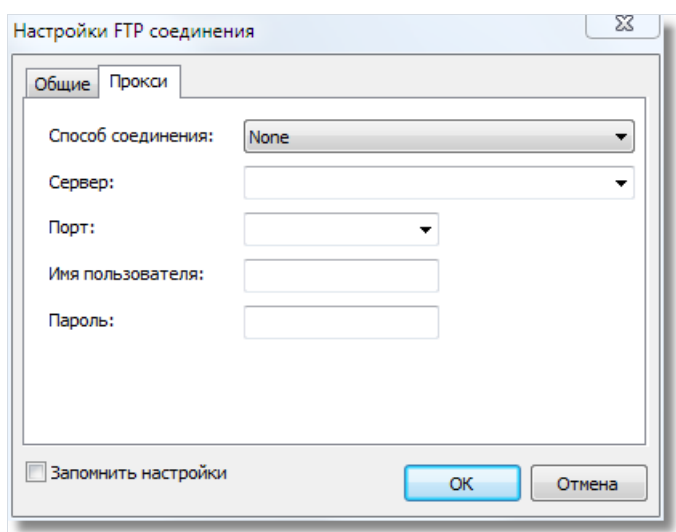 Настройки FTP соединения
Общие Прокси
Способ соединения: None
Сервер:
Порт:
Имя пользователя:
Пароль:
Запомнить настройки OK Отмена